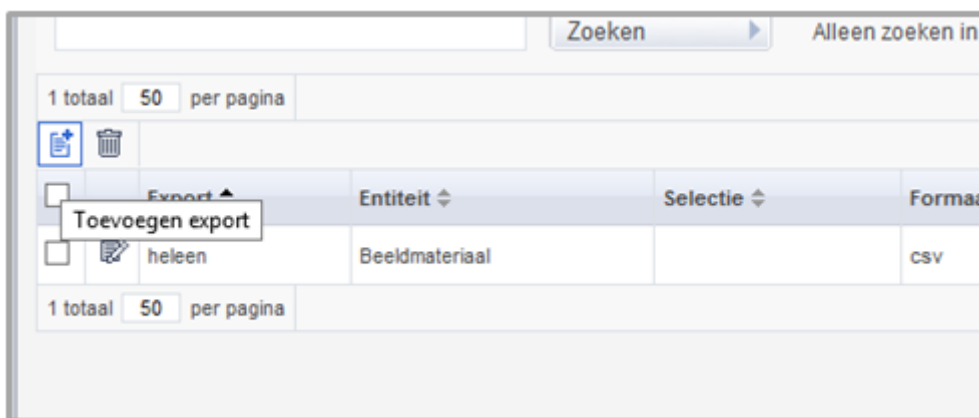 Zoeken Alleen zoeken in
1 totaal 50 per pagina
Export Entiteit Selectie Formaa
Toevoegen export
heleen Beeldmateriaal csv
1 totaal 50 per pagina